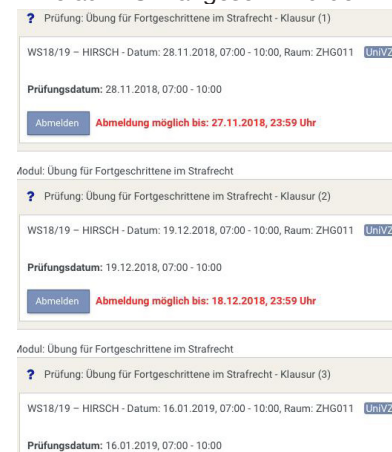 ? Prüfung: Übung für Fortgeschrittene im Strafrecht - Klausur (1)
WS18/19 – HIRSCH - Datum: 28.11.2018, 07:00 - 10:00, Raum: ZHG011 UniVZ
Prüfungsdatum: 28.11.2018, 07:00 - 10:00
Abmelden Abmeldung möglich bis: 27.11.2018, 23:59 Uhr
Modul: Übung für Fortgeschrittene im Strafrecht
? Prüfung: Übung für Fortgeschrittene im Strafrecht - Klausur (2)
WS18/19 – HIRSCH - Datum: 19.12.2018, 07:00 - 10:00, Raum: ZHG011 UniVZ
Prüfungsdatum: 19.12.2018, 07:00 - 10:00
Abmelden Abmeldung möglich bis: 18.12.2018, 23:59 Uhr
Modul: Übung für Fortgeschrittene im Strafrecht
? Prüfung: Übung für Fortgeschrittene im Strafrecht - Klausur (3)
WS18/19 – HIRSCH - Datum: 16.01.2019, 07:00 - 10:00, Raum: ZHG011 UniVZ
Prüfungsdatum: 16.01.2019, 07:00 - 10:00